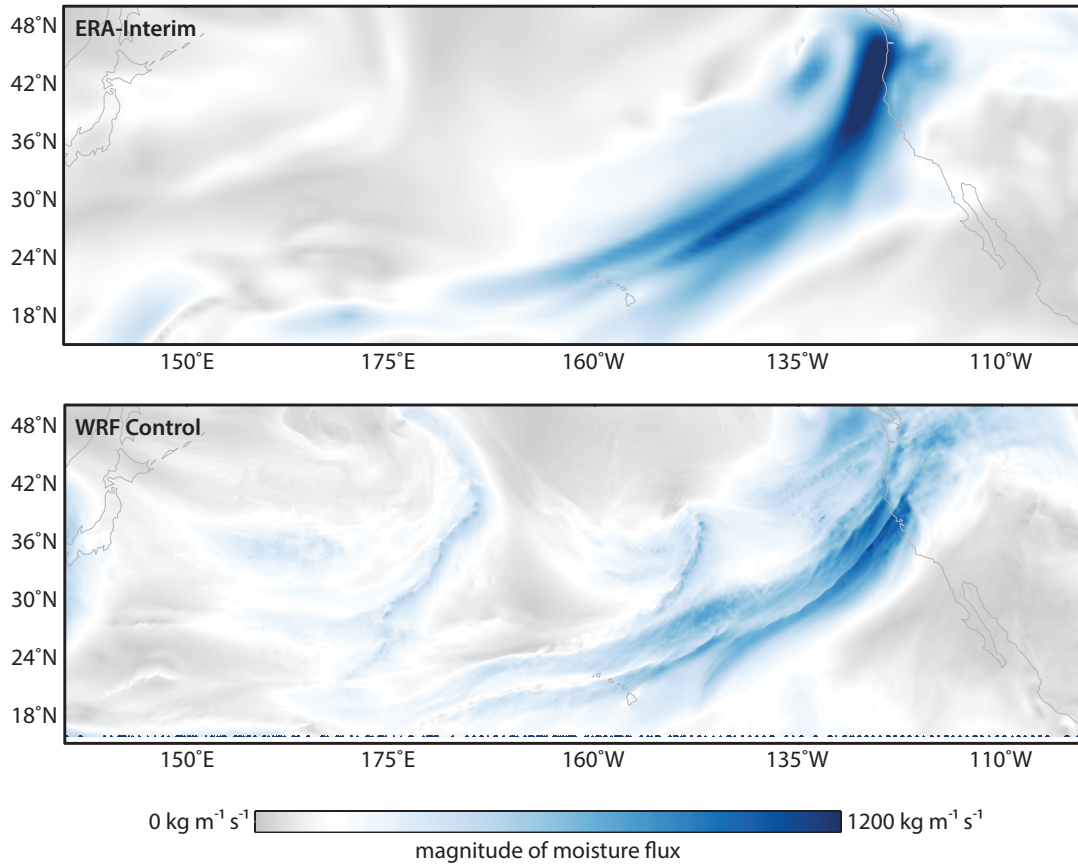 ERA-Interim
48˚N
42˚N
36˚N
30˚N
24˚N
18˚N
150˚E 175˚E 160˚W 135˚W 110˚W
WRF Control
48˚N
42˚N
36˚N
30˚N
24˚N
18˚N
150˚E 175˚E 160˚W 135˚W 110˚W
0 kg m⁻¹ s⁻¹ 1200 kg m⁻¹ s⁻¹
magnitude of moisture flux